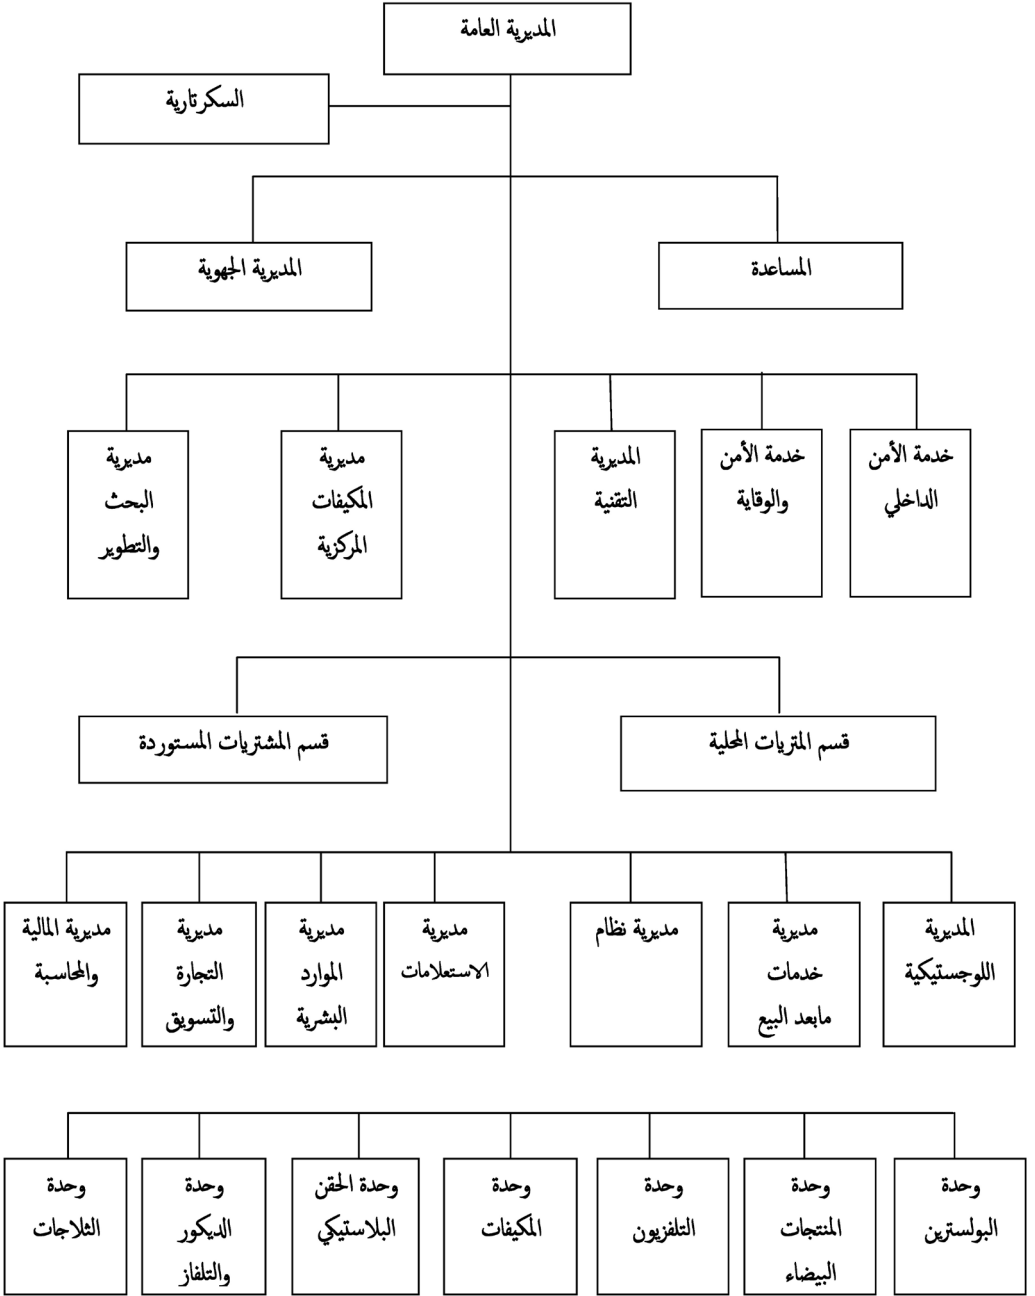 المديرية العامة
السكرتارية
المساعدة
المديرية الجهوية
خدمة الأمن
الداخلي
خدمة الأمن
والوقاية
المديرية
التقنية
مديرية
المكيفات
المركزية
مديرية
البحث
والتطوير
قسم المتريات المحلية
قسم المشتريات المستوردة
المديرية
اللوجستيكية
مديرية
خدمات
مابعد البيع
مديرية نظام
مديرية
الاستعلامات
مديرية
الموارد
البشرية
مديرية
التجارة
والتسويق
مديرية المالية
والمحاسبة
وحدة
البولسترين
وحدة
المنتجات
البيضاء
وحدة
التلفزيون
وحدة
المكيفات
وحدة الحقن
البلاستيكي
وحدة
الديكور
والتلفاز
وحدة
الثلاجات